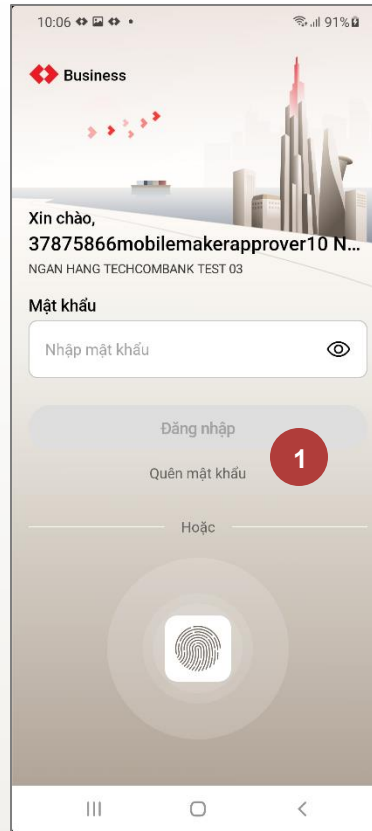 10:06 91%
Business
Xin chào,
37875866mobilemakerapprover10 N...
NGAN HANG TECHCOMBANK TEST 03
Mật khẩu
Nhập mật khẩu
Đăng nhập
1
Quên mật khẩu
Hoặc